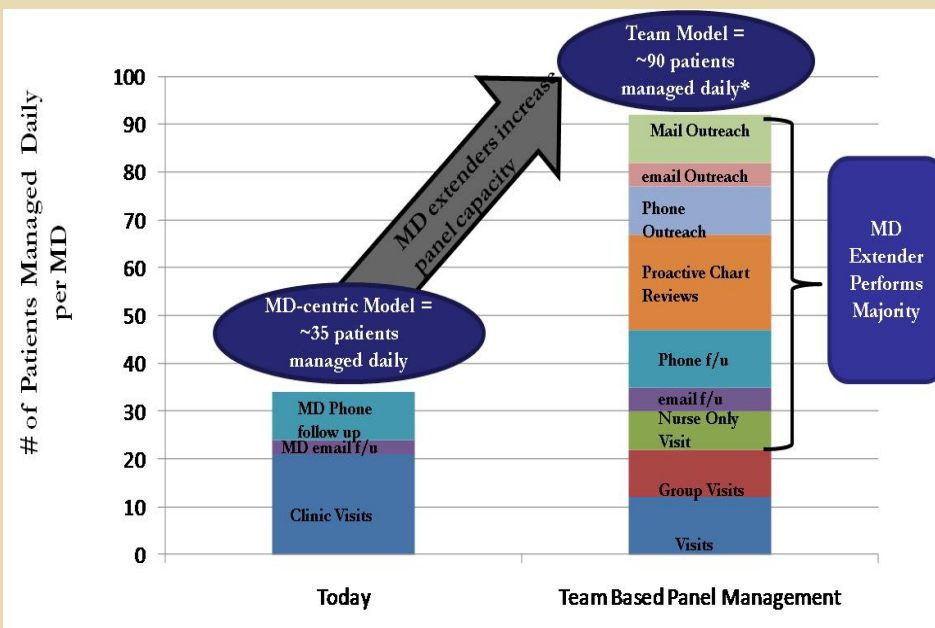 # of Patients Managed Daily
per MD
100
90
80
70
60
50
40
30
20
10
0
MD extenders increase
panel capacity
MD-centric Model =
~35 patients
managed daily
MD Phone
follow up
MD email f/u
Clinic Visits
Today
Team Model =
~90 patients
managed daily*
Mail Outreach
email Outreach
Phone
Outreach
Proactive Chart
Reviews
Phone f/u
email f/u
Nurse Only
Visit
Group Visits
Visits
Team Based Panel Management
MD
Extender
Performs
Majority